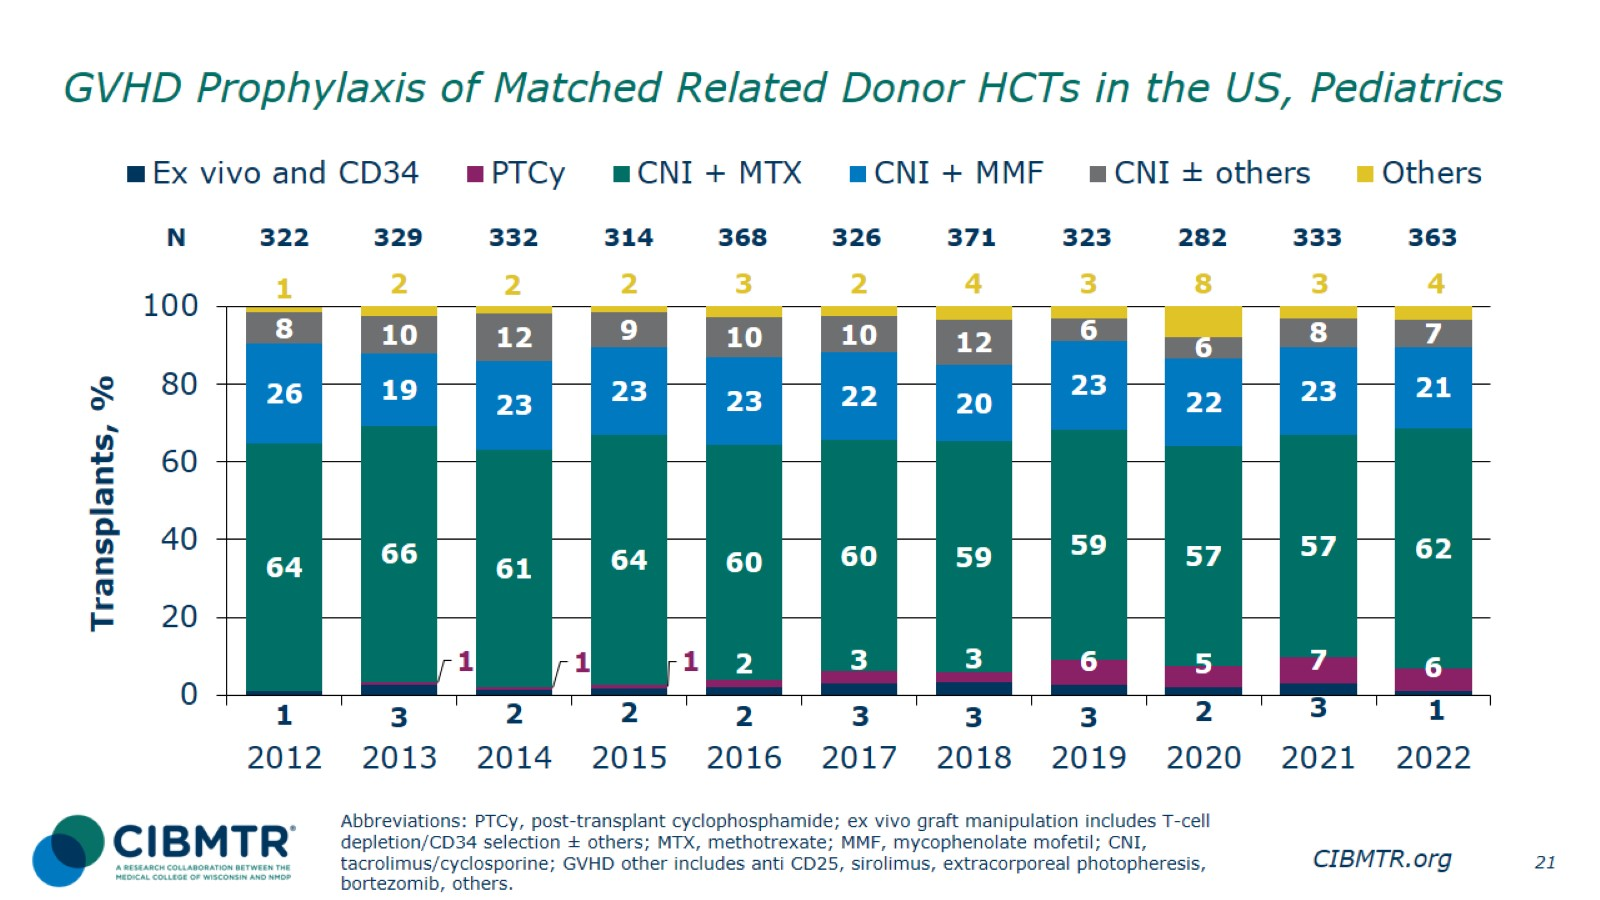 GVHD Prophylaxis of Matched Related Donor HCTs in the US, Pediatrics
Ex vivo and CD34 PTCy CNI + MTX CNI + MMF CNI ± others Others
N 322 329 332 314 368 326 371 323 282 333 363
1 2 2 2 3 2 4 3 8 3 4
100
8 10 12 9 10 10 12 6 6 8 7
80
26 19 23 23 23 22 20 23 22 23 21
60
40
64 66 61 64 60 60 59 59 57 57 62
20
1 1 1 2 3 3 6 5 7 6
0
1 3 2 2 2 3 3 3 2 3 1
2012 2013 2014 2015 2016 2017 2018 2019 2020 2021 2022
Transplants, %
CIBMTR®
A RESEARCH COLLABORATION BETWEEN THE
MEDICAL COLLEGE OF WISCONSIN AND NMDP
Abbreviations: PTCy, post-transplant cyclophosphamide; ex vivo graft manipulation includes T-cell
depletion/CD34 selection ± others; MTX, methotrexate; MMF, mycophenolate mofetil; CNI,
tacrolimus/cyclosporine; GVHD other includes anti CD25, sirolimus, extracorporeal photopheresis,
bortezomib, others.
CIBMTR.org
21